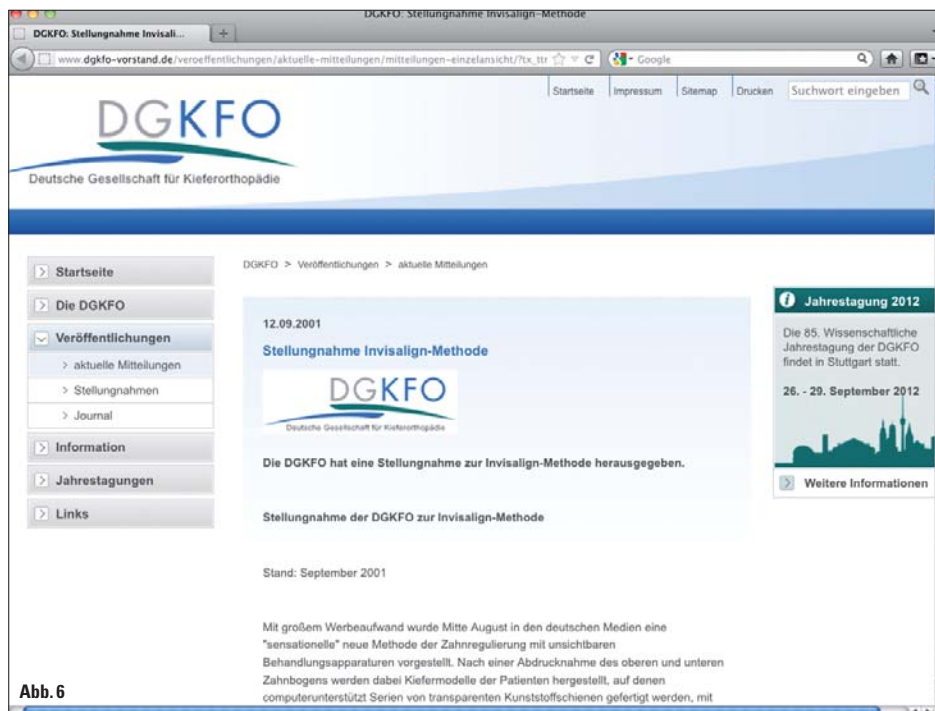 DGKFO: Stellungnahme Invisalign-Methode
DGKFO: Stellungnahme Invisali...
www.dgkfo-vorstand.de/veroeffentlichungen/aktuelle-mitteilungen/mitteilungen-einzelansicht/?tx_ttr
Google
Startseite
Impressum
Sitemap
Drucken
Suchwort eingeben
DGKFO
Deutsche Gesellschaft für Kieferorthopädie
Startseite
Die DGKFO
Veröffentlichungen
> aktuelle Mitteilungen
> Stellungnahmen
> Journal
Information
Jahrestagungen
Links
DGKFO > Veröffentlichungen > aktuelle Mitteilungen
12.09.2001
Stellungnahme Invisalign-Methode
DGKFO
Deutsche Gesellschaft für Kieferorthopädie
Die DGKFO hat eine Stellungnahme zur Invisalign-Methode herausgegeben.
Stellungnahme der DGKFO zur Invisalign-Methode
Stand: September 2001
Mit großem Werbeaufwand wurde Mitte August in den deutschen Medien eine
"sensationelle" neue Methode der Zahnregulierung mit unsichtbaren
Behandlungsapparaturen vorgestellt. Nach einer Abdrucknahme des oberen und unteren
Zahnbogens werden dabei Kiefermodelle der Patienten hergestellt, auf denen
computerunterstützt Serien von transparenten Kunststoffschienen gefertigt werden, mit
Jahrestagung 2012
Die 85. Wissenschaftliche
Jahrestagung der DGKFO
findet in Stuttgart statt.
26. - 29. September 2012
Weitere Informationen
Abb. 6